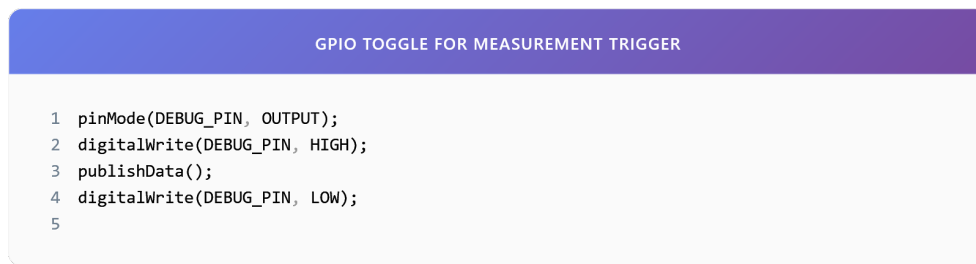 GPIO TOGGLE FOR MEASUREMENT TRIGGER
1 pinMode(DEBUG_PIN, OUTPUT);
2 digitalWrite(DEBUG_PIN, HIGH);
3 publishData();
4 digitalWrite(DEBUG_PIN, LOW);
5